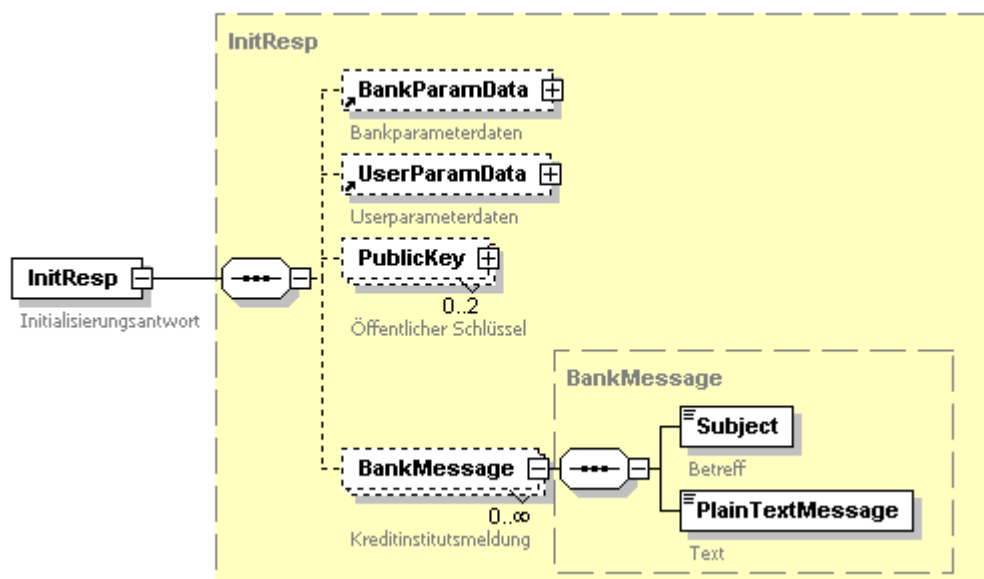 InitResp
BankParamData
Bankparameterdaten
UserParamData
Userparameterdaten
PublicKey
0..2
Öffentlicher Schlüssel
InitResp
Initialisierungsantwort
BankMessage
Subject
Betreff
BankMessage
0..∞
Kreditinstitutsmeldung
PlainTextMessage
Text